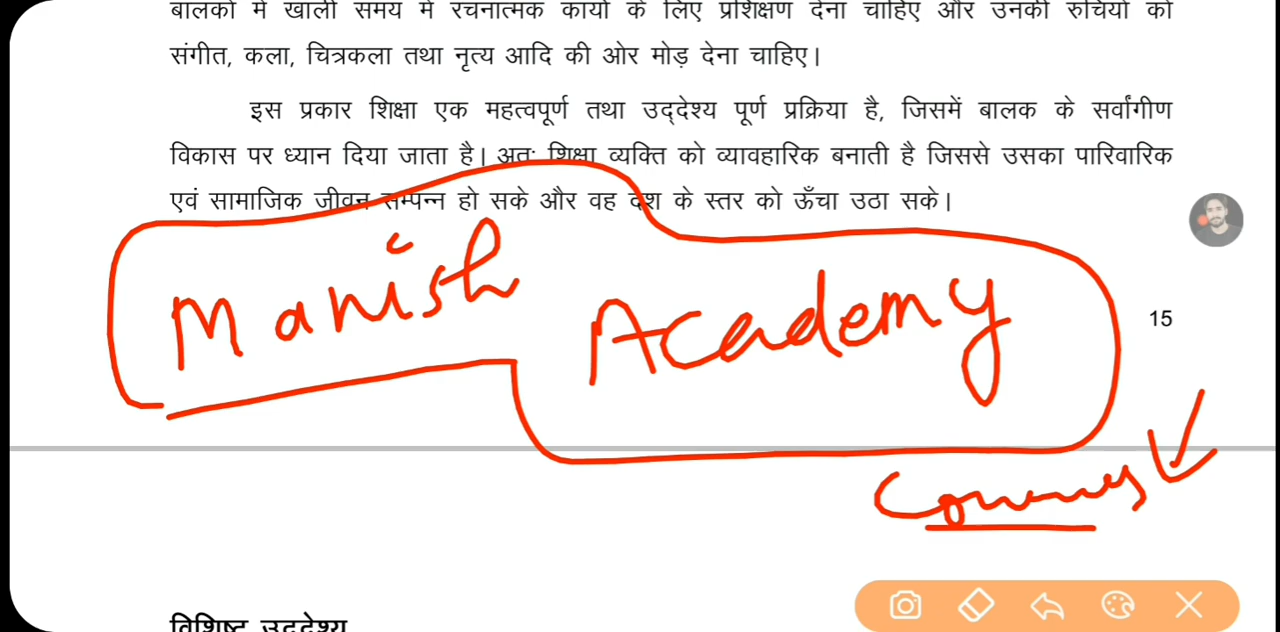 बालकों में खाली समय में रचनात्मक कार्यों के लिए प्रशिक्षण देना चाहिए और उनकी रुचियों को
संगीत, कला, चित्रकला तथा नृत्य आदि की ओर मोड़ देना चाहिए।
इस प्रकार शिक्षा एक महत्वपूर्ण तथा उद्देश्य पूर्ण प्रक्रिया है, जिसमें बालक के सर्वांगीण
विकास पर ध्यान दिया जाता है। अतः शिक्षा व्यक्ति को व्यावहारिक बनाती है जिससे उसका पारिवारिक
एवं सामाजिक जीवन सम्पन्न हो सके और वह देश के स्तर को ऊँचा उठा सके।
Manish
Academy
15
विशिष्ट उद्देश्य